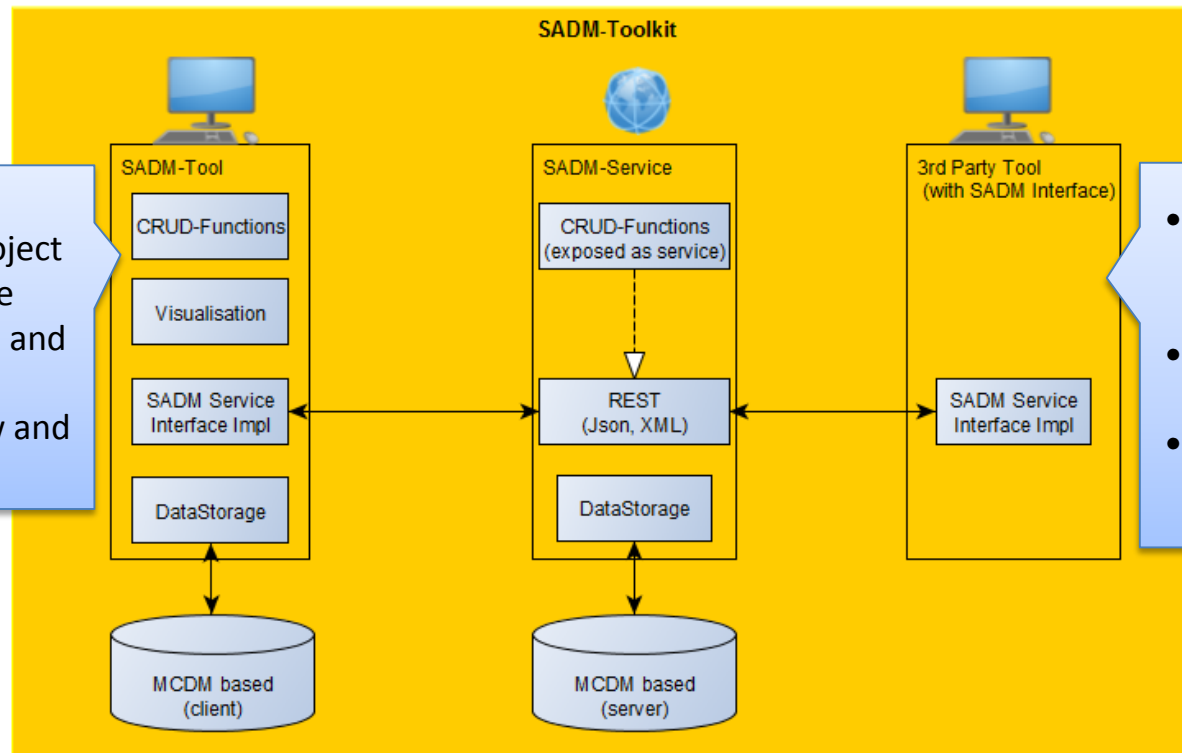 SADM-Toolkit
SADM-Tool
CRUD-Functions
Visualisation
SADM Service
Interface Impl
DataStorage
MCDM based
(client)
SADM-Service
CRUD-Functions
(exposed as service)
REST
(Json, XML)
DataStorage
MCDM based
(server)
3rd Party Tool
(with SADM Interface)
SADM Service
Interface Impl
and
and
•
•
•